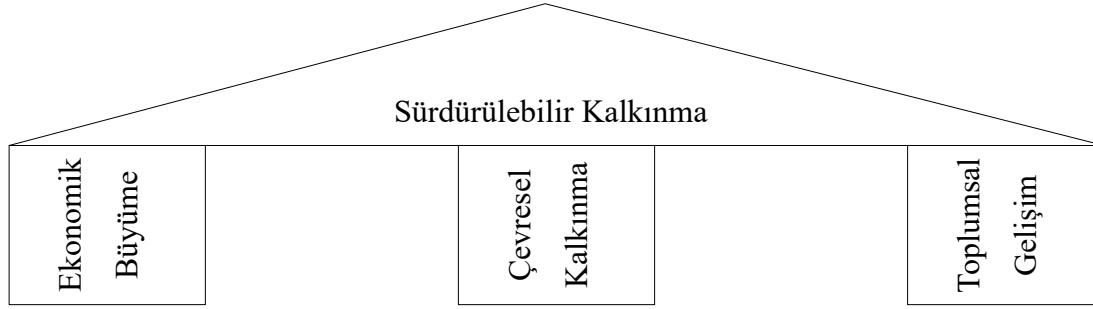 Sürdürülebilir Kalkınma
Ekonomik
Büyüme
Çevresel
Kalkınma
Toplumsal
Gelişim